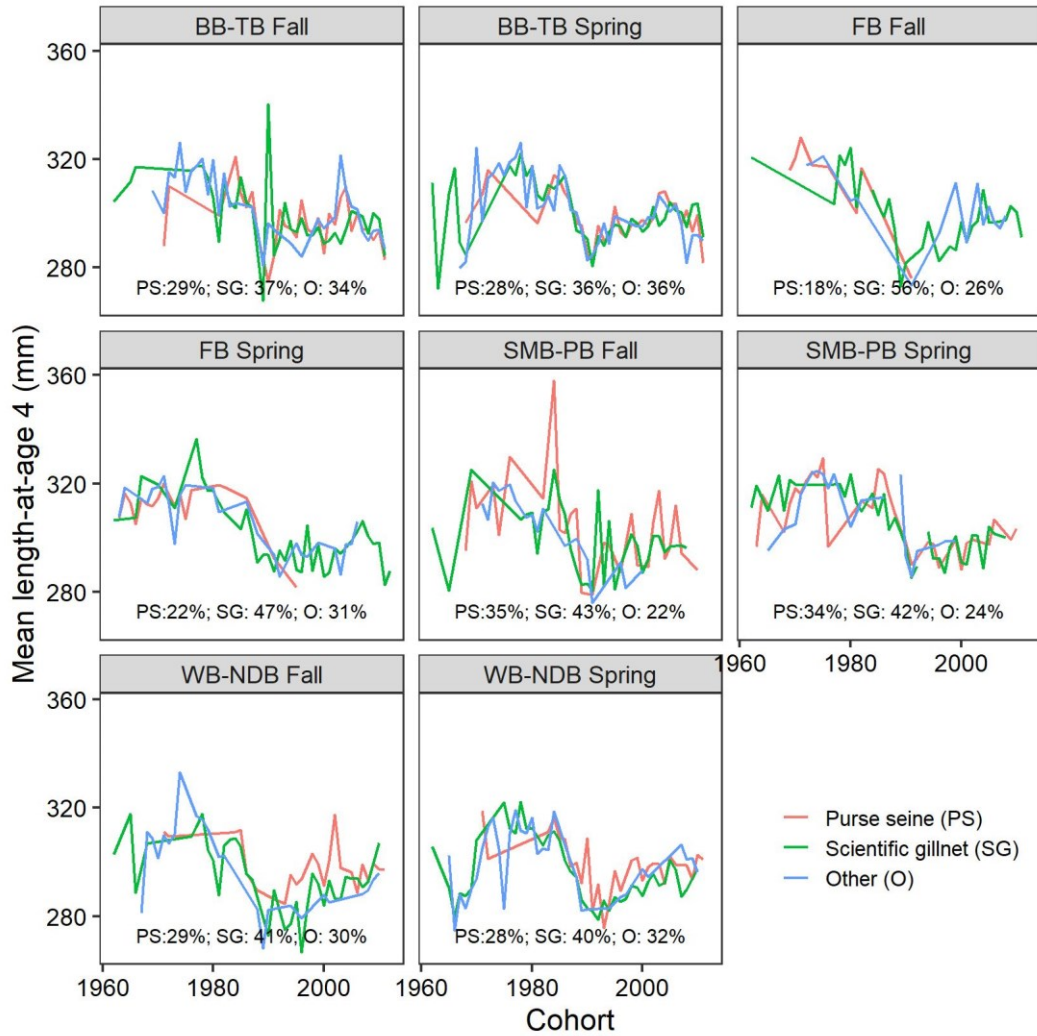 BB-TB Fall
BB-TB Spring
FB Fall
360
320
280
PS:29%; SG: 37%; O: 34%
PS:28%; SG: 36%; O: 36%
PS:18%; SG: 56%; O: 26%
FB Spring
SMB-PB Fall
SMB-PB Spring
Mean length-at-age 4 (mm)
360
320
280
PS:22%; SG: 47%; O: 31%
PS:35%; SG: 43%; O: 22%
PS:34%; SG: 42%; O: 24%
1960
1980
2000
WB-NDB Fall
WB-NDB Spring
360
320
280
PS:29%; SG: 41%; O: 30%
PS:28%; SG: 40%; O: 32%
Purse seine (PS)
Scientific gillnet (SG)
Other (O)
1960
1980
2000
1960
1980
2000
Cohort